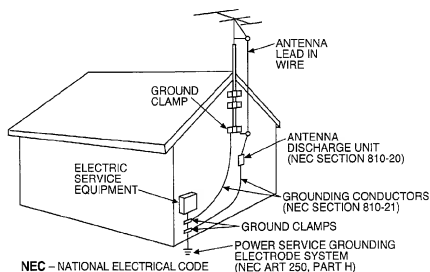 ANTENNA
LEAD IN
WIRE
GROUND
CLAMP
ANTENNA
DISCHARGE UNIT
(NEC SECTION 810-20)
ELECTRIC
SERVICE
EQUIPMENT
GROUNDING CONDUCTORS
(NEC SECTION 810-21)
GROUND CLAMPS
POWER SERVICE GROUNDING
ELECTRODE SYSTEM
(NEC ART 250, PART H)
NEC – NATIONAL ELECTRICAL CODE